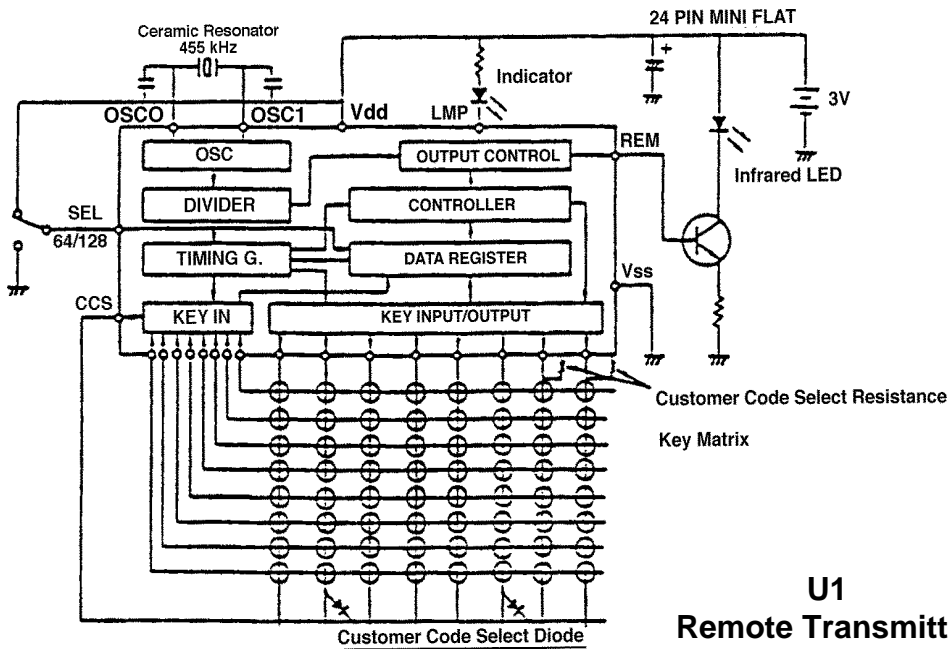 24 PIN MINI FLAT
Ceramic Resonator
455 kHz
+
Indicator
3V
OSCO
OSC1
Vdd
LMP
REM
OSC
OUTPUT CONTROL
Infrared LED
DIVIDER
CONTROLLER
SEL
64/128
TIMING G.
DATA REGISTER
Vss
CCS
KEY IN
KEY INPUT/OUTPUT
Customer Code Select Resistance
Key Matrix
Customer Code Select Diode
U1
Remote Transmitt